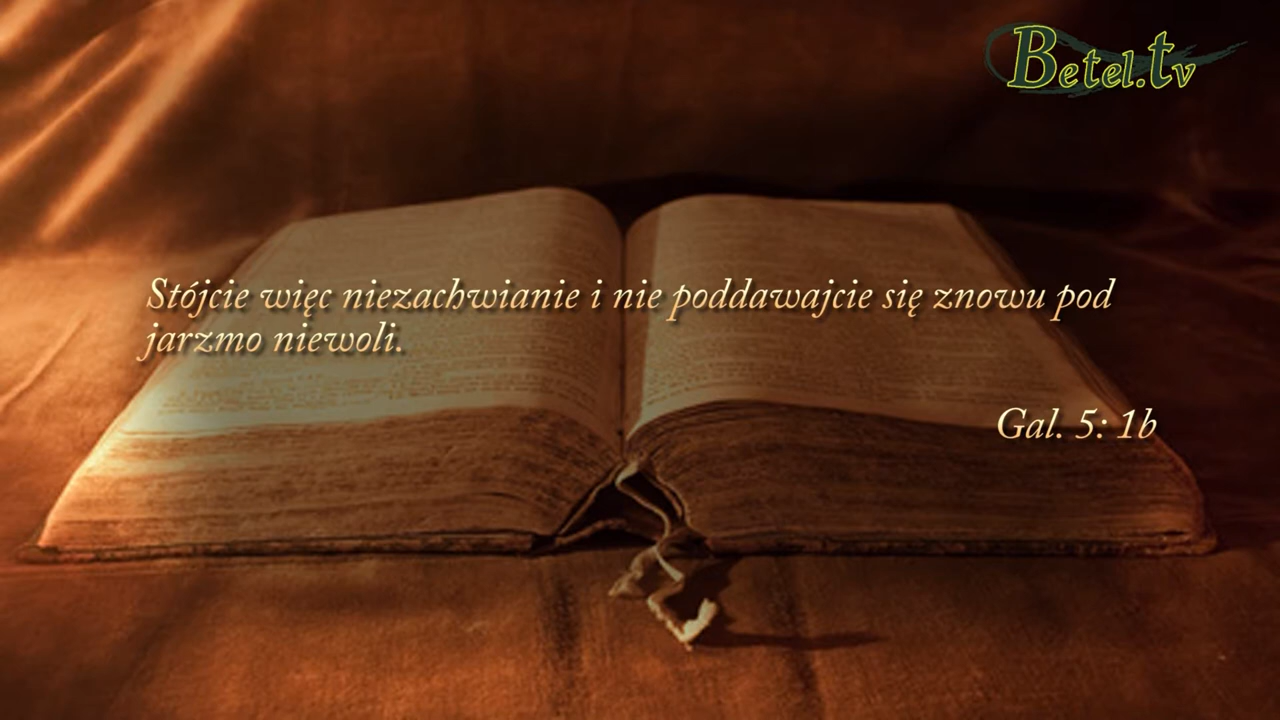 Betel.tv
Stójcie więc niezachwianie i nie poddawajcie się znowu pod
jarzmo niewoli.
Gal. 5: 1b